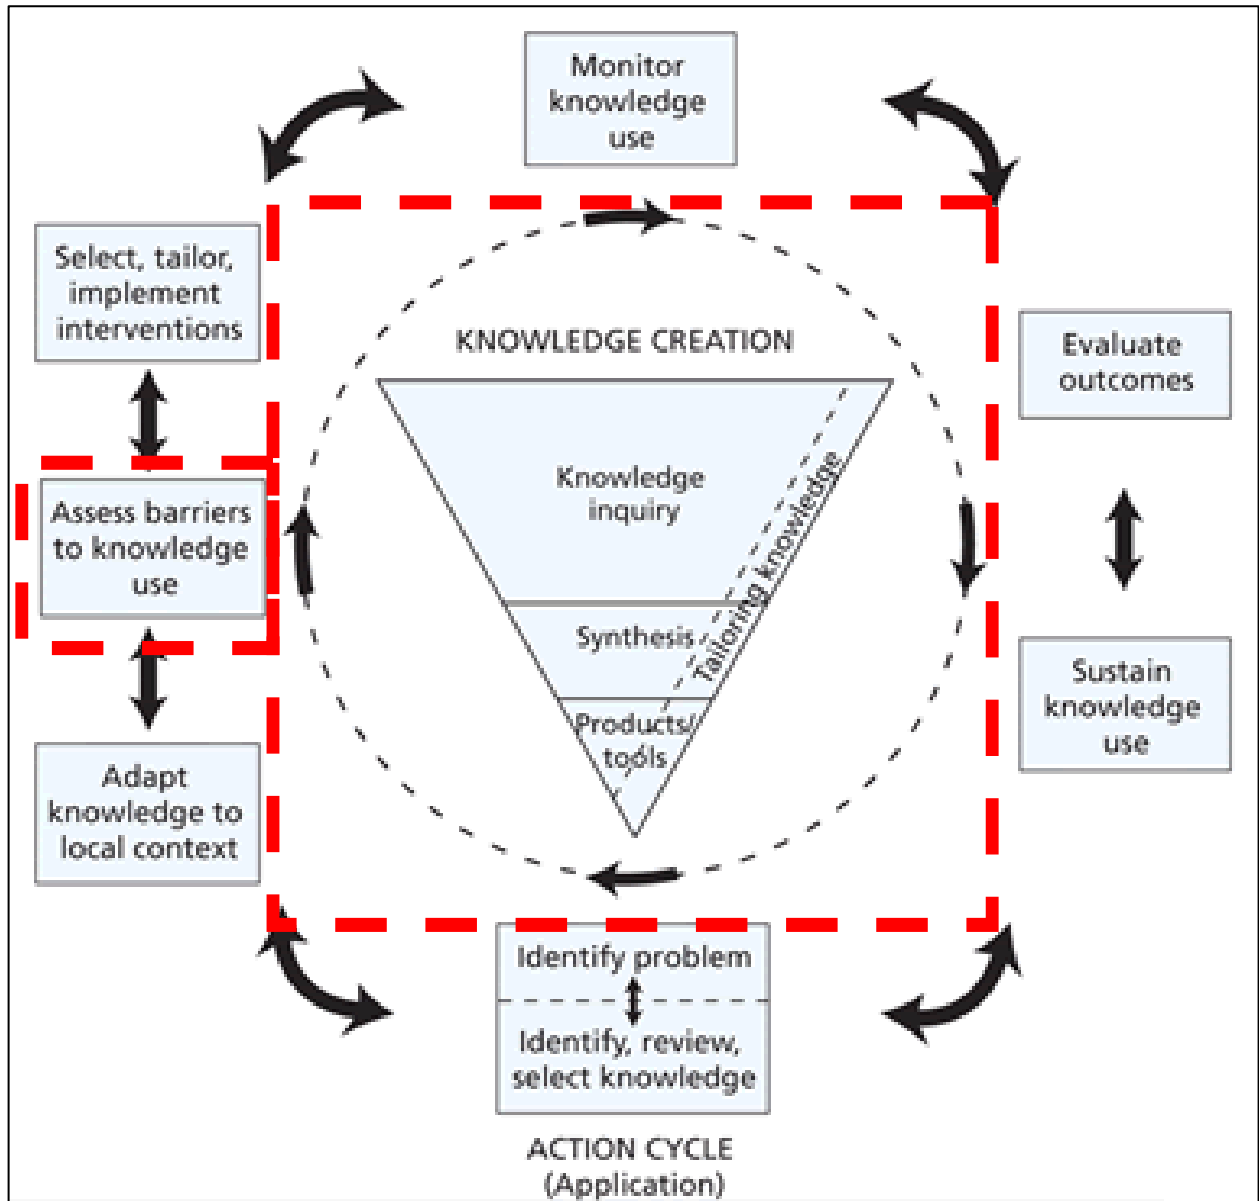 Monitor
knowledge
use
Select, tailor,
implement
interventions
Evaluate
outcomes
KNOWLEDGE CREATION
Knowledge
inquiry
Tailoring knowledge
Synthesis
Products/
tools
Assess barriers
to knowledge
use
Sustain
knowledge
use
Adapt
knowledge to
local context
Identify problem
Identify, review,
select knowledge
ACTION CYCLE
(Application)